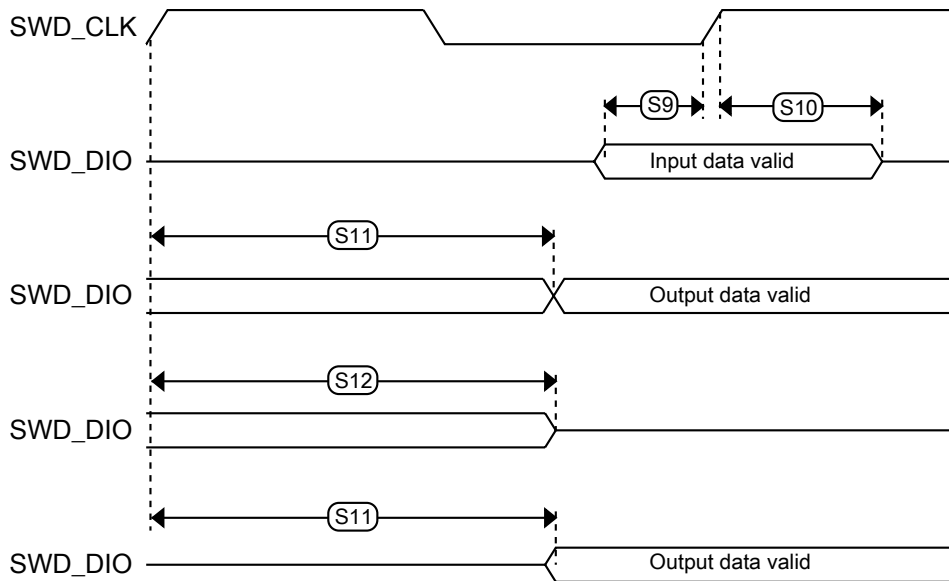 SWD_CLK
S9
S10
SWD_DIO
Input data valid
S11
SWD_DIO
Output data valid
S12
SWD_DIO
S11
SWD_DIO
Output data valid